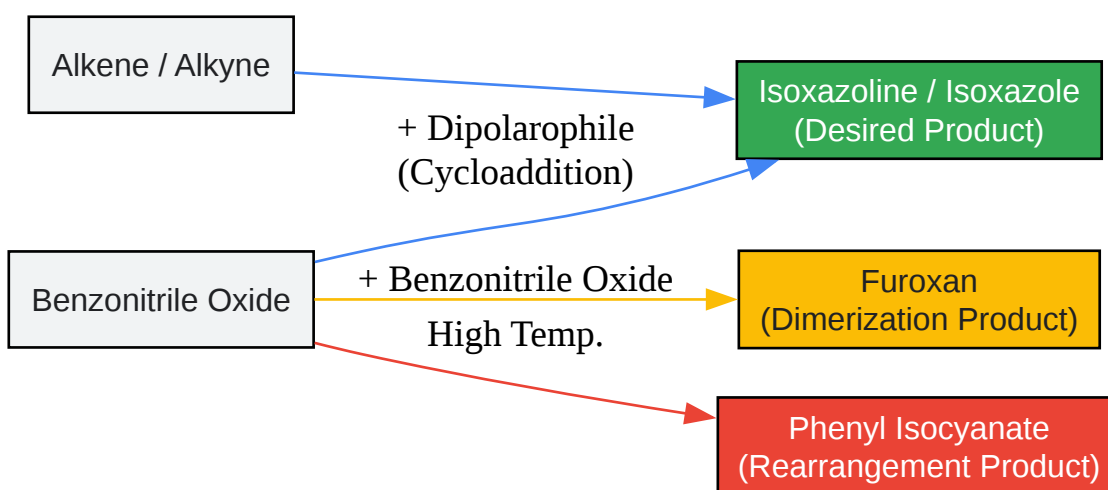 Alkene / Alkyne
Isoxazoline / Isoxazole
(Desired Product)
+ Dipolarophile
(Cycloaddition)
Benzonitrile Oxide
+ Benzonitrile Oxide
Furoxan
(Dimerization Product)
High Temp.
Phenyl Isocyanate
(Rearrangement Product)